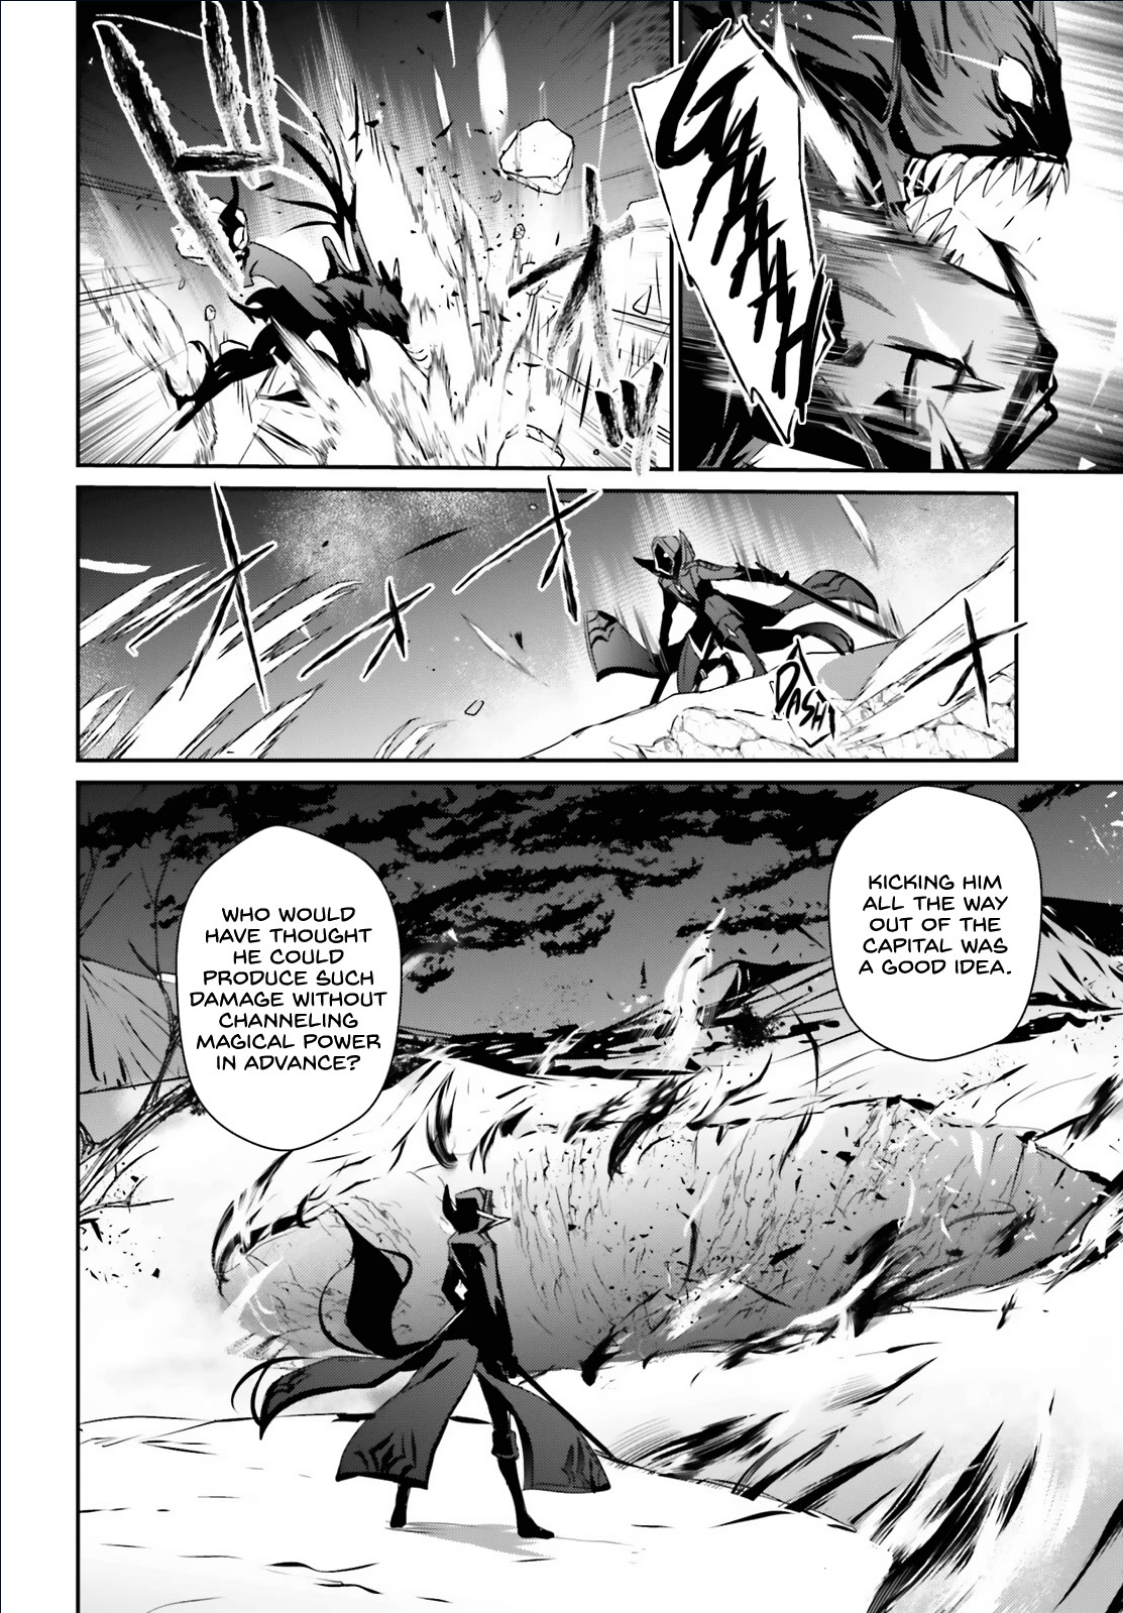 GAAAAH
DASH
KICKING HIM
ALL THE WAY
OUT OF THE
CAPITAL WAS
A GOOD IDEA.
WHO WOULD
HAVE THOUGHT
HE COULD
PRODUCE SUCH
DAMAGE WITHOUT
CHANNELING
MAGICAL POWER
IN ADVANCE?